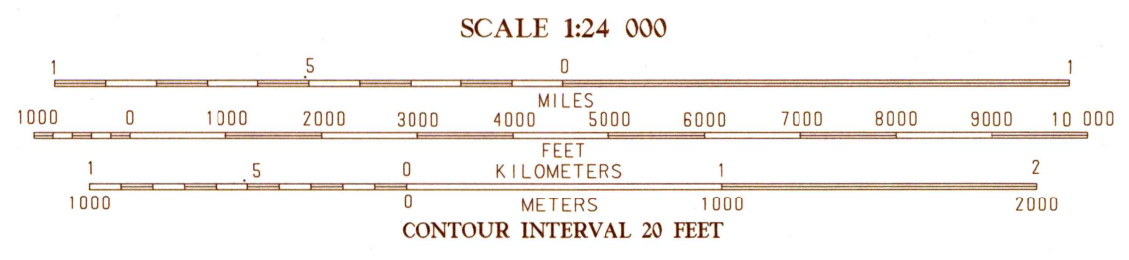 SCALE 1:24 000
1 .5 0 1
MILES
1000 0 1000 2000 3000 4000 5000 6000 7000 8000 9000 10 000
FEET
1 .5 0 KILOMETERS 1 2
1000 0 METERS 1000 2000
CONTOUR INTERVAL 20 FEET